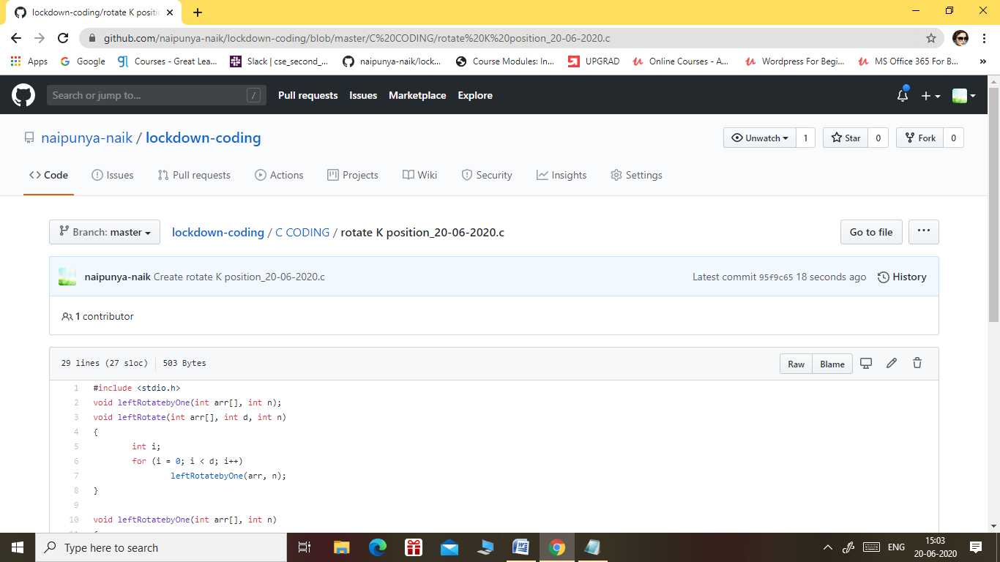 lockdown-coding/rotate K positio
github.com/naipunya-naik/lockdown-coding/blob/master/C%20CODING/rotate%20K%20position_20-06-2020.c
Apps Google Courses - Great Lea... Slack | cse_second_... naipunya-naik/lock... Course Modules: In... UPGRAD Online Courses - A... Wordpress For Begi... MS Office 365 For B... »
Search or jump to... / Pull requests Issues Marketplace Explore
naipunya-naik / lockdown-coding Unwatch 1 Star 0 Fork 0
Code Issues Pull requests Actions Projects Wiki Security Insights Settings
Branch: master lockdown-coding / C CODING / rotate K position_20-06-2020.c Go to file ...
naipunya-naik Create rotate K position_20-06-2020.c Latest commit 95f9c65 18 seconds ago History
1 contributor
29 lines (27 sloc) 503 Bytes Raw Blame
1 #include <stdio.h>
2 void leftRotatebyOne(int arr[], int n);
3 void leftRotate(int arr[], int d, int n)
4 {
5 int i;
6 for (i = 0; i < d; i++)
7 leftRotatebyOne(arr, n);
8 }
9
10 void leftRotatebyOne(int arr[], int n)
Type here to search ENG 15:03
20-06-2020